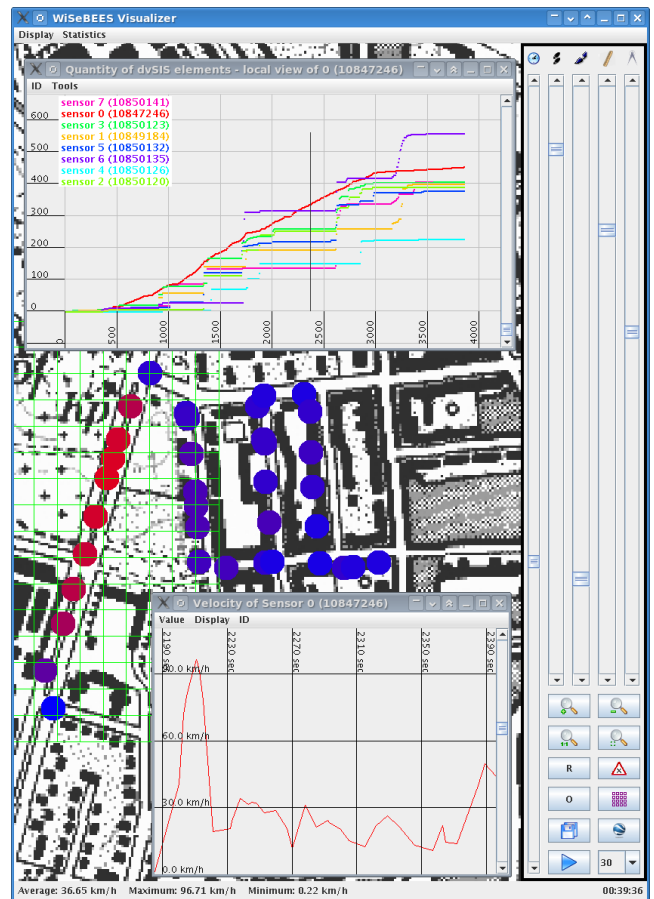 WiSeBEES Visualizer
Display Statistics
Quantity of dvSIS elements - local view of 0 (10847246)
ID Tools
sensor 7 (10850141)
sensor 0 (10847246)
sensor 3 (10850123)
sensor 1 (10849184)
sensor 5 (10850132)
sensor 6 (10850135)
sensor 4 (10850126)
sensor 2 (10850120)
600
500
400
300
200
100
0
0 500 1000 1500 2000 2500 3000 3500 4000
Velocity of Sensor 0 (10847246)
Value Display ID
2190 sec 2230 sec 2270 sec 2310 sec 2350 sec 2390 sec
90.0 km/h
60.0 km/h
30.0 km/h
0.0 km/h
R
O
30
Average: 36.65 km/h Maximum: 96.71 km/h Minimum: 0.22 km/h 00:39:36